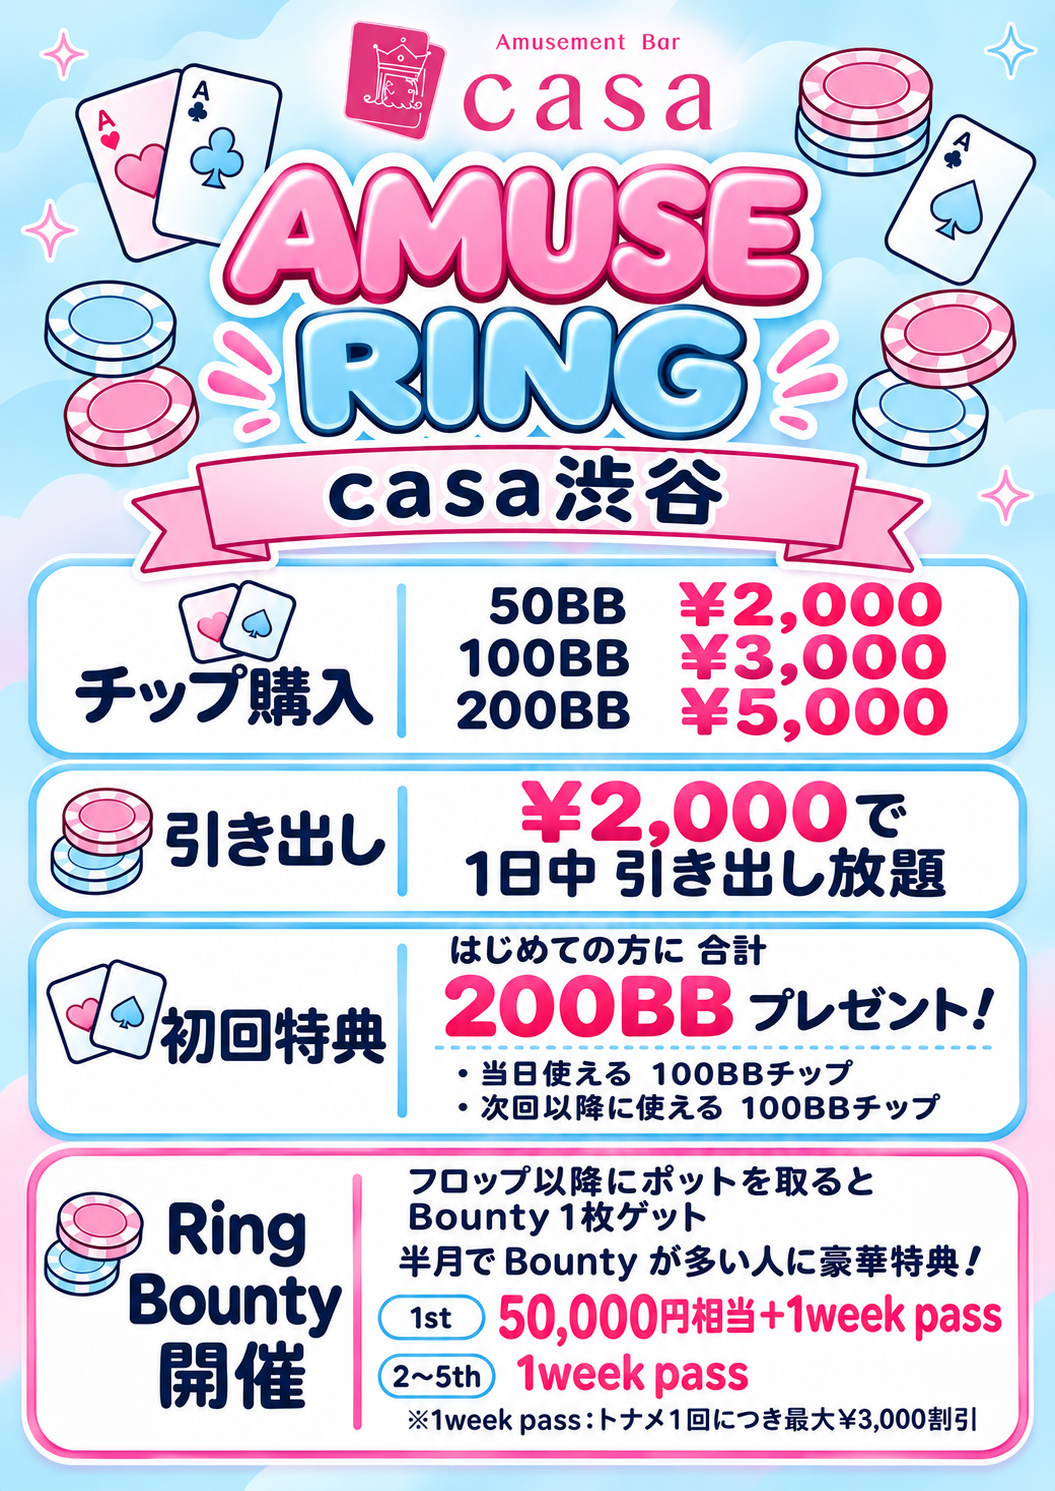 Amusement Bar
casa
A
A
A
AMUSE
RING
casa渋谷
チップ購入
50BB ¥2,000
100BB ¥3,000
200BB ¥5,000
引き出し
¥2,000で
1日中 引き出し放題
初回特典
はじめての方に 合計
200BB プレゼント!
・当日使える 100BBチップ
・次回以降に使える 100BBチップ
Ring
Bounty
開催
フロップ以降にポットを取ると
Bounty 1枚ゲット
半月で Bounty が多い人に豪華特典!
1st 50,000円相当+1week pass
2～5th 1week pass
※1week pass:トナメ1回につき最大¥3,000割引